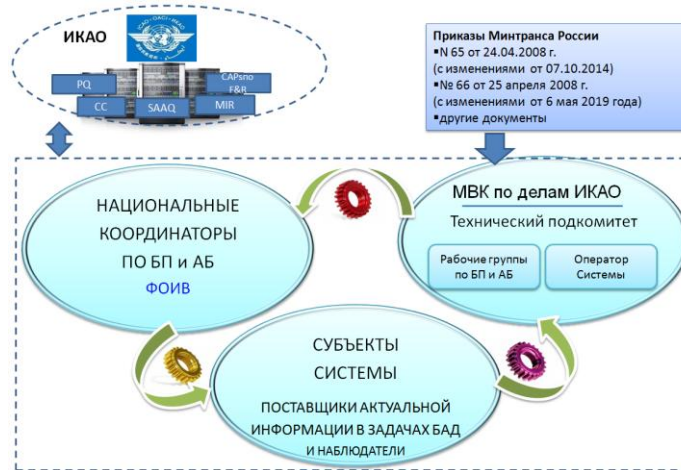 ИКАО
PQ
CC
SAAQ
MIR
CAPsпо
F&R
Приказы Минтранса России
▪N 65 от 24.04.2008 г.
(с изменениями от 07.10.2014)
▪№ 66 от 25 апреля 2008 г.
(с изменениями от 6 мая 2019 года)
▪другие документы
НАЦИОНАЛЬНЫЕ
КООРДИНАТОРЫ
ПО БП и АБ
ФОИВ
МВК по делам ИКАО
Технический подкомитет
Рабочие группы
по БП и АБ
Оператор
Системы
СУБЪЕКТЫ
СИСТЕМЫ
ПОСТАВЩИКИ АКТУАЛЬНОЙ
ИНФОРМАЦИИ В ЗАДАЧАХ БАД
И НАБЛЮДАТЕЛИ